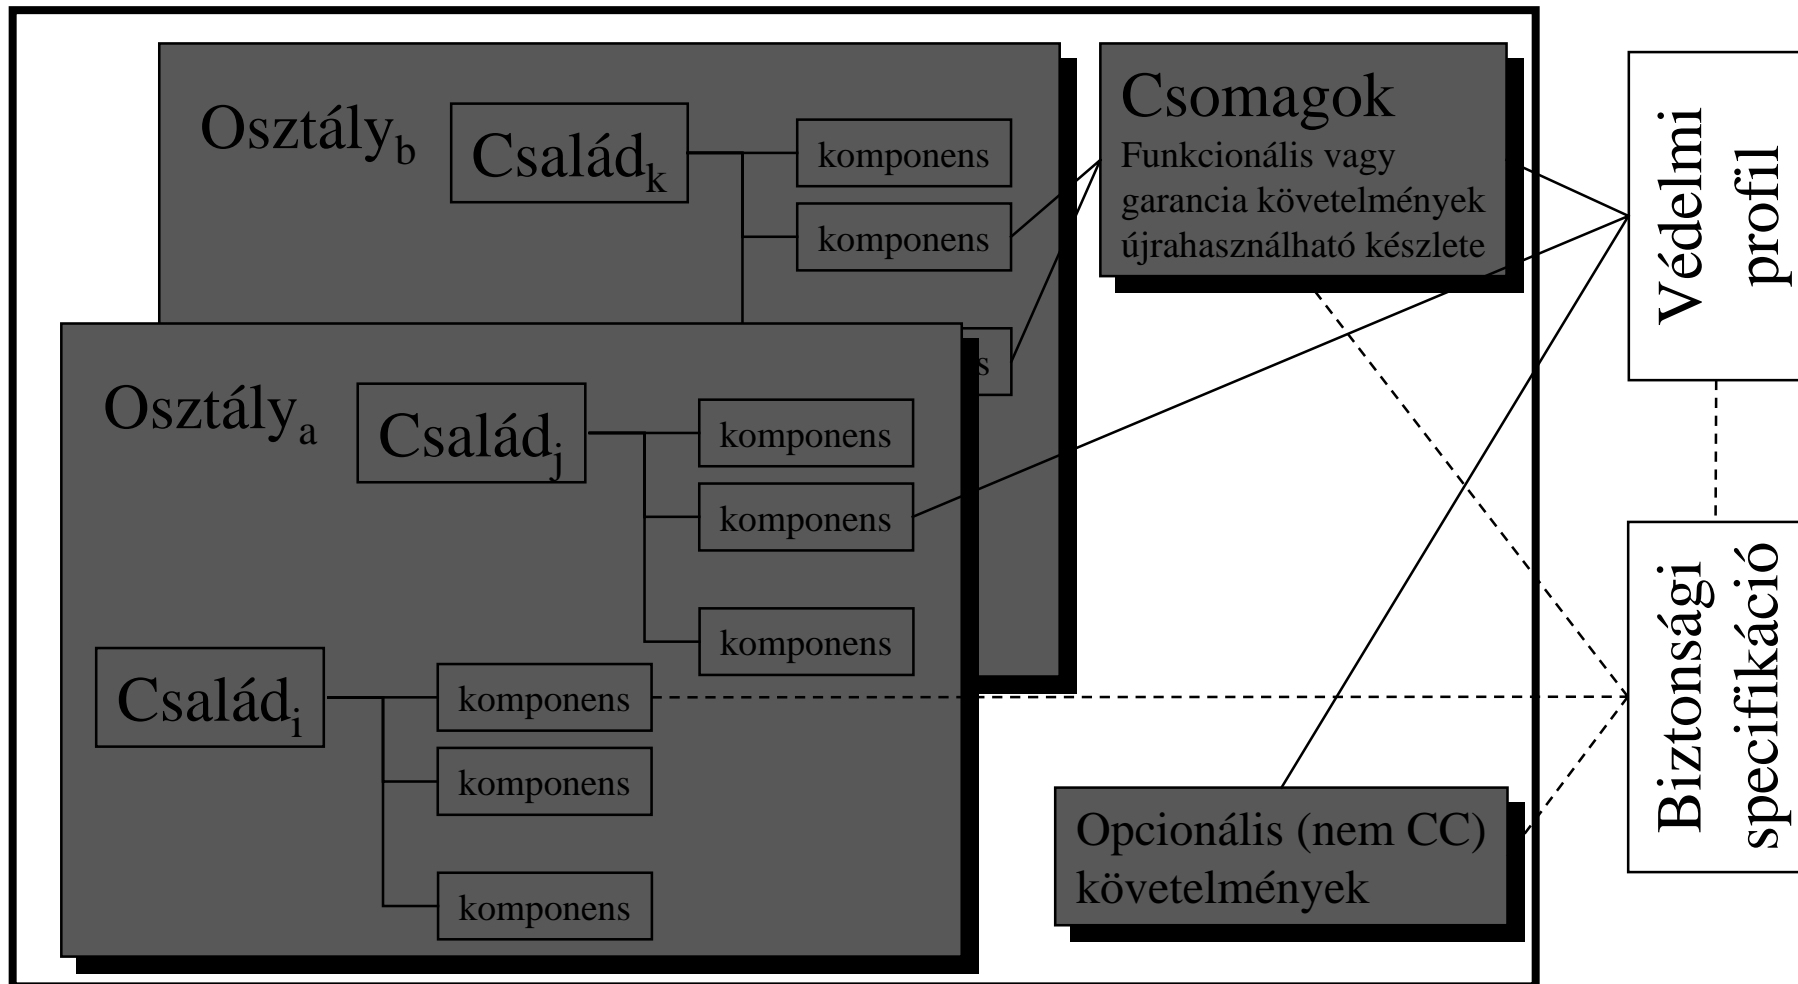 Osztály_b
Család_k
komponens
komponens
s
Csomagok
Funkcionális vagy
garancia követelmények
újrahasználható készlete
Védelmi
profil
Osztály_a
Család_j
komponens
komponens
komponens
Család_i
komponens
komponens
komponens
Opcionális (nem CC)
követelmények
Biztonsági
specifikáció